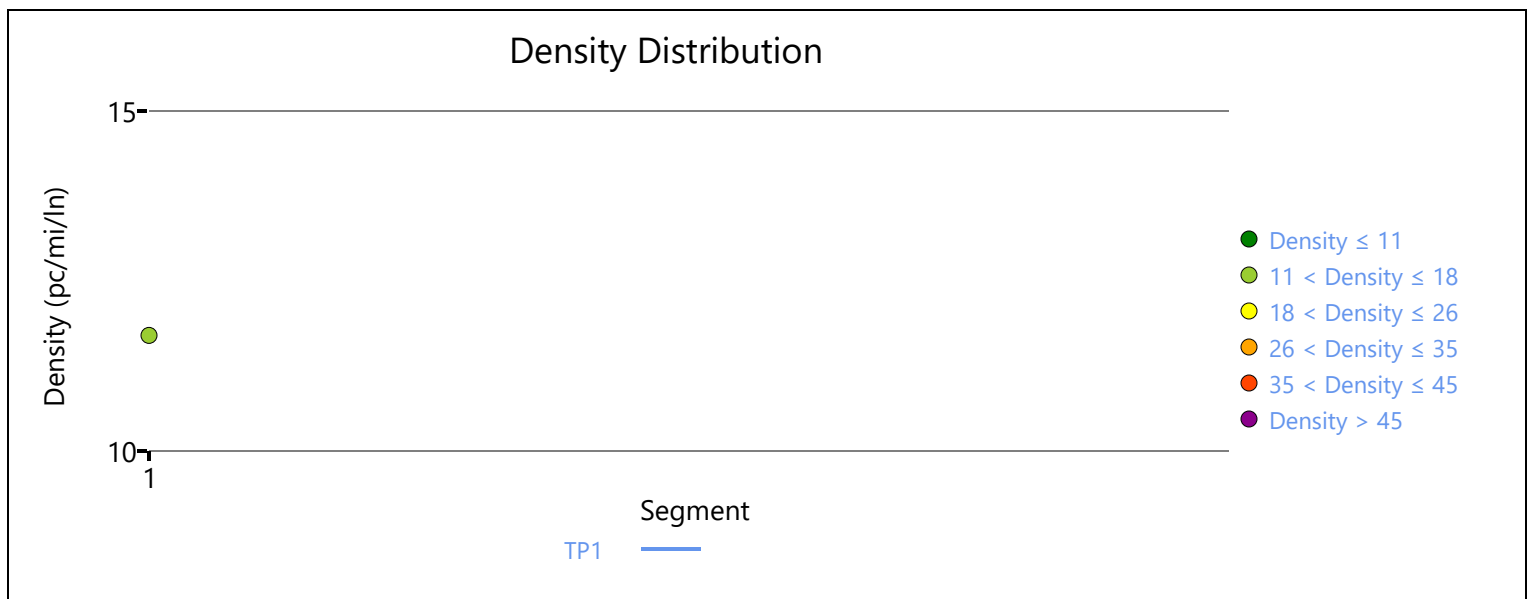 Density Distribution
15
Density (pc/mi/ln)
Density ≤ 11
11 < Density ≤ 18
18 < Density ≤ 26
26 < Density ≤ 35
35 < Density ≤ 45
Density > 45
10
1
Segment
TP1